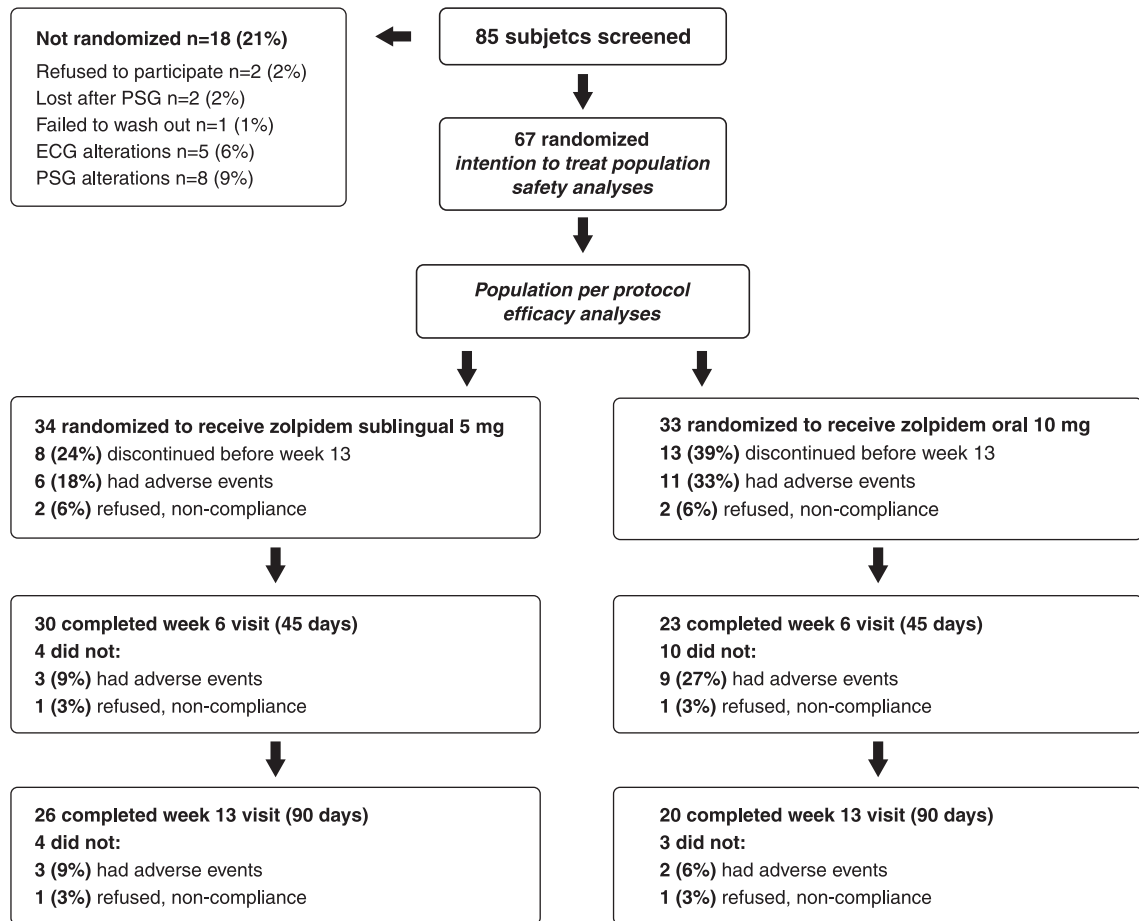 Not randomized n=18 (21%)
Refused to participate n=2 (2%)
Lost after PSG n=2 (2%)
Failed to wash out n=1 (1%)
ECG alterations n=5 (6%)
PSG alterations n=8 (9%)
85 subjetcs screened
67 randomized
intention to treat population
safety analyses
Population per protocol
efficacy analyses
34 randomized to receive zolpidem sublingual 5 mg
8 (24%) discontinued before week 13
6 (18%) had adverse events
2 (6%) refused, non-compliance
33 randomized to receive zolpidem oral 10 mg
13 (39%) discontinued before week 13
11 (33%) had adverse events
2 (6%) refused, non-compliance
30 completed week 6 visit (45 days)
4 did not:
3 (9%) had adverse events
1 (3%) refused, non-compliance
23 completed week 6 visit (45 days)
10 did not:
9 (27%) had adverse events
1 (3%) refused, non-compliance
26 completed week 13 visit (90 days)
4 did not:
3 (9%) had adverse events
1 (3%) refused, non-compliance
20 completed week 13 visit (90 days)
3 did not:
2 (6%) had adverse events
1 (3%) refused, non-compliance